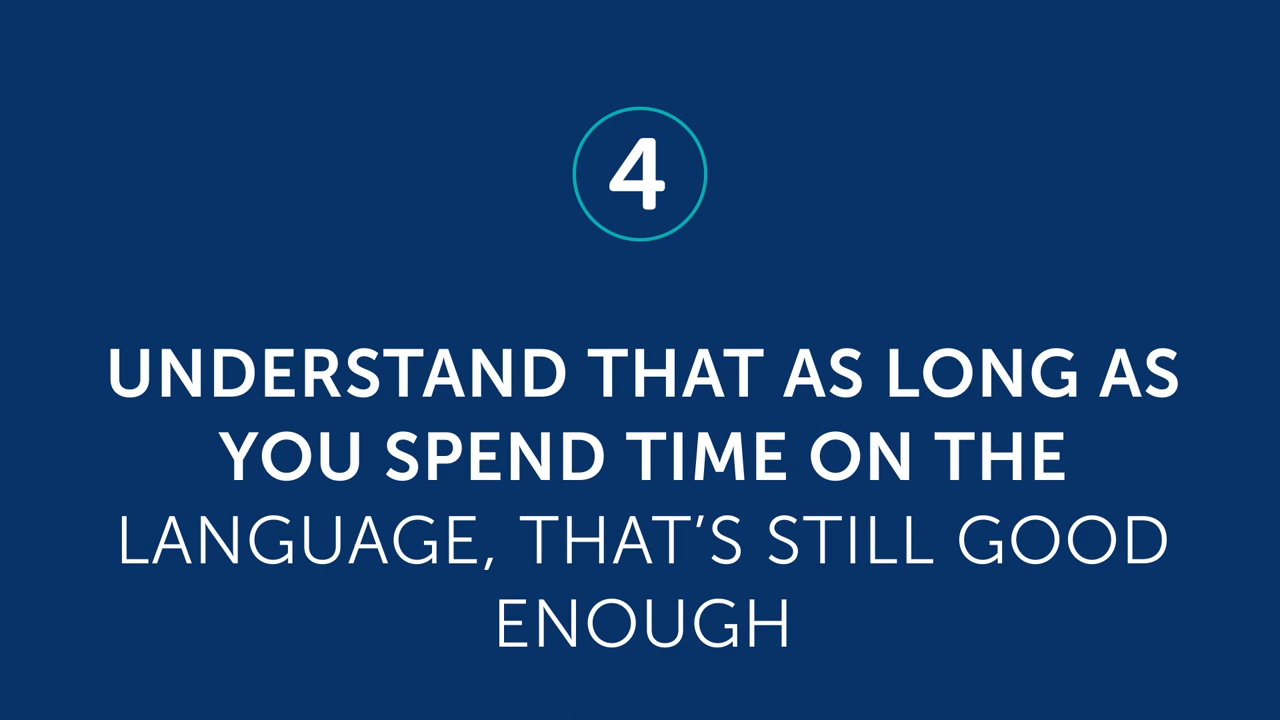 4
UNDERSTAND THAT AS LONG AS
YOU SPEND TIME ON THE
LANGUAGE, THAT’S STILL GOOD
ENOUGH